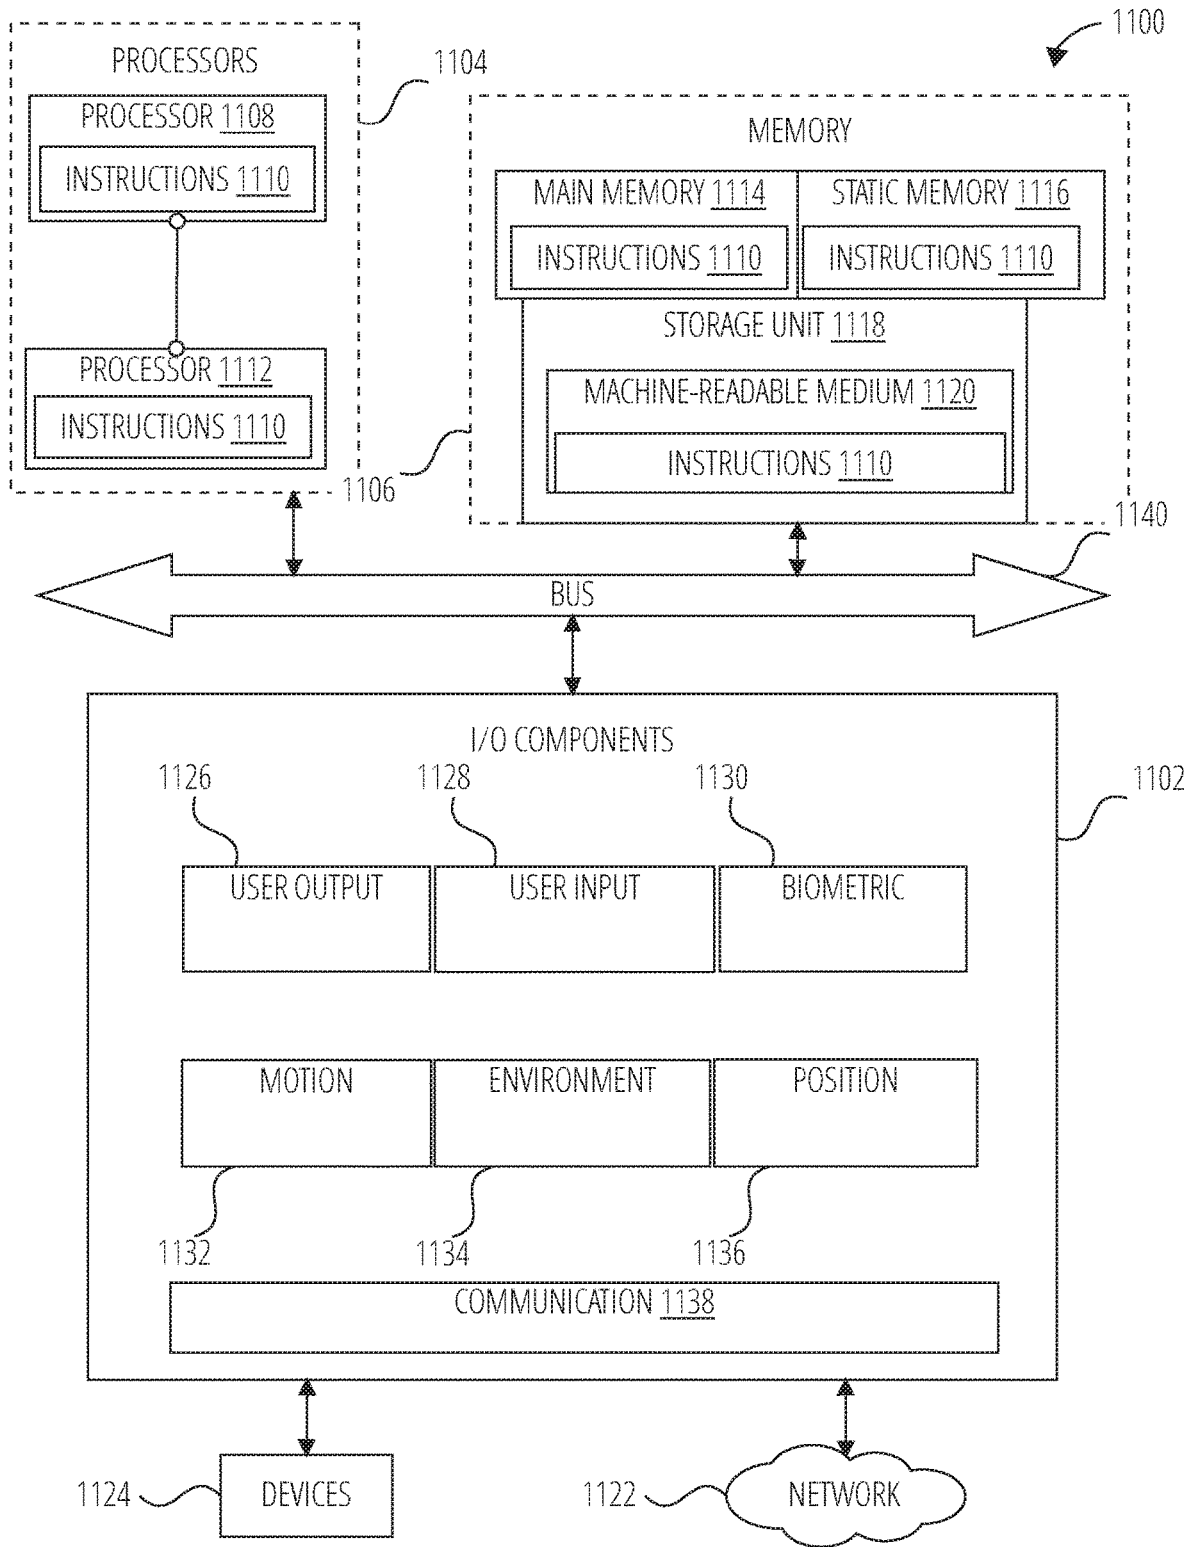 1100
PROCESSORS
1104
PROCESSOR 1108
INSTRUCTIONS 1110
PROCESSOR 1112
INSTRUCTIONS 1110
MEMORY
MAIN MEMORY 1114
STATIC MEMORY 1116
INSTRUCTIONS 1110
INSTRUCTIONS 1110
STORAGE UNIT 1118
MACHINE-READABLE MEDIUM 1120
INSTRUCTIONS 1110
1106
1140
BUS
I/O COMPONENTS
1102
1126
1128
1130
USER OUTPUT
USER INPUT
BIOMETRIC
MOTION
ENVIRONMENT
POSITION
1132
1134
1136
COMMUNICATION 1138
1124
DEVICES
1122
NETWORK